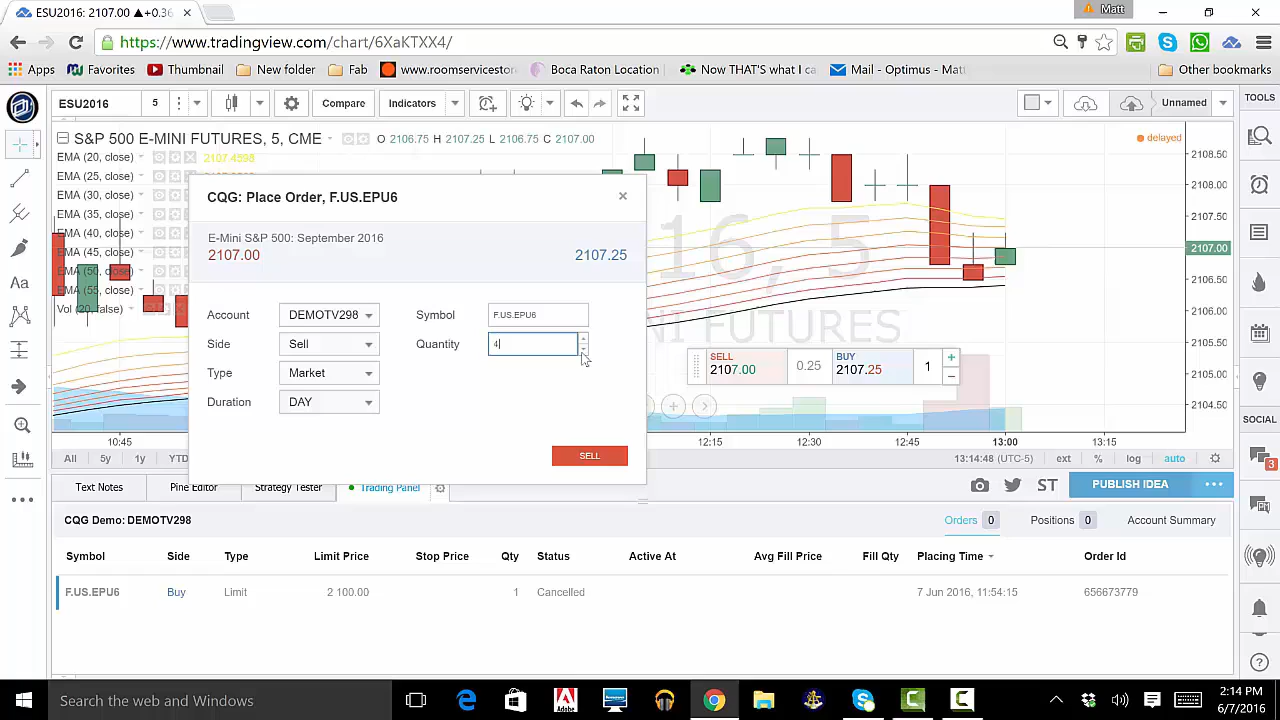 ESU2016: 2107.00 ▲+0.36
Matt
https://www.tradingview.com/chart/6XaKTXX4/
Apps Favorites Thumbnail New folder Fab www.roomservicestor Boca Raton Location Now THAT'S what I ca Mail - Optimus - Matt Other bookmarks
ESU2016 5 Compare Indicators Unnamed TOOLS
S&P 500 E-MINI FUTURES, 5, CME O 2106.75 H 2107.25 L 2106.75 C 2107.00 delayed
EMA (20, close) 2107.4598
EMA (25, close)
EMA (30, close)
EMA (35, close)
EMA (40, close)
EMA (45, close)
EMA (50, close)
EMA (55, close)
Vol (20, false)
CQG: Place Order, F.US.EPU6
E-Mini S&P 500: September 2016
2107.00 2107.25
Account DEMOTV298 Symbol F.US.EPU6
Side Sell Quantity 4
Type Market
Duration DAY
SELL
16, 5
NI FUTURES
SELL 2107.00 0.25 BUY 2107.25 1 + −
2108.50
2108.00
2107.50
2107.00
2106.50
2105.00
2104.50
10:45 12:15 12:30 12:45 13:00 13:15
SOCIAL
All 5y 1y YTD 13:14:48 (UTC-5) ext % log auto
3
Text Notes Pine Editor Strategy Tester Trading Panel ST PUBLISH IDEA
CQG Demo: DEMOTV298 Orders 0 Positions 0 Account Summary
Symbol Side Type Limit Price Stop Price Qty Status Active At Avg Fill Price Fill Qty Placing Time Order Id
F.US.EPU6 Buy Limit 2 100.00 1 Cancelled 7 Jun 2016, 11:54:15 656673779
Search the web and Windows
2:14 PM
6/7/2016